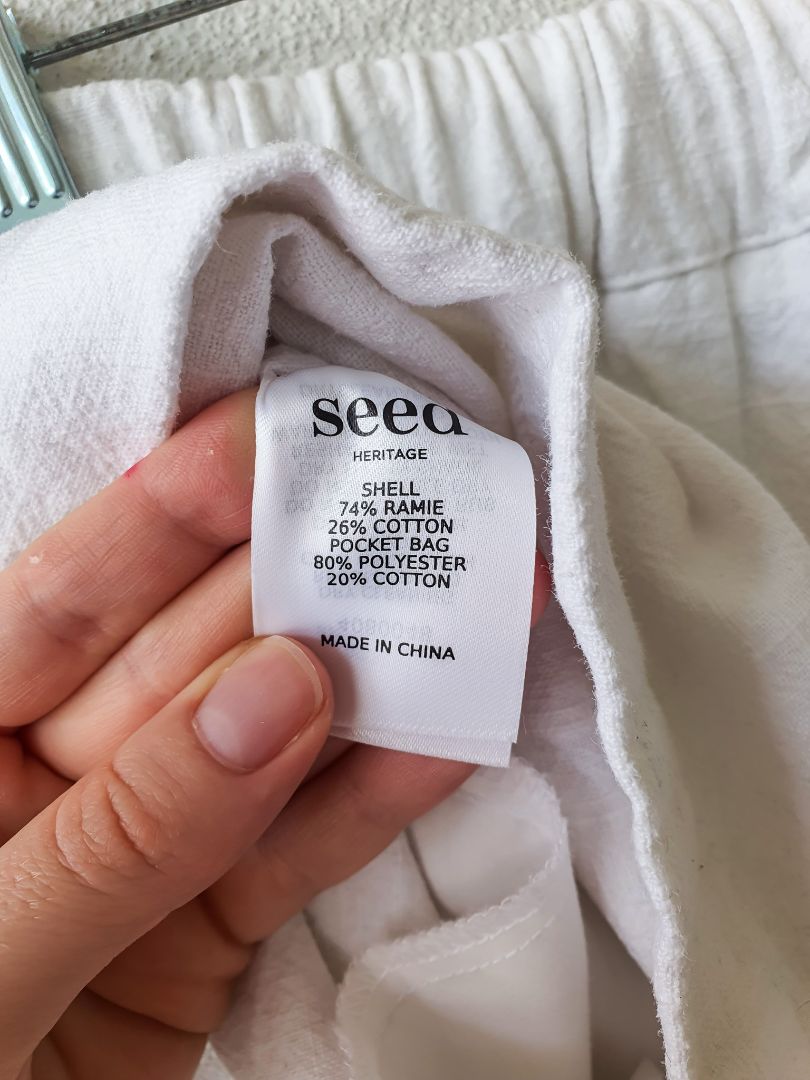 seed
HERITAGE
SHELL
74% RAMIE
26% COTTON
POCKET BAG
80% POLYESTER
20% COTTON
MADE IN CHINA